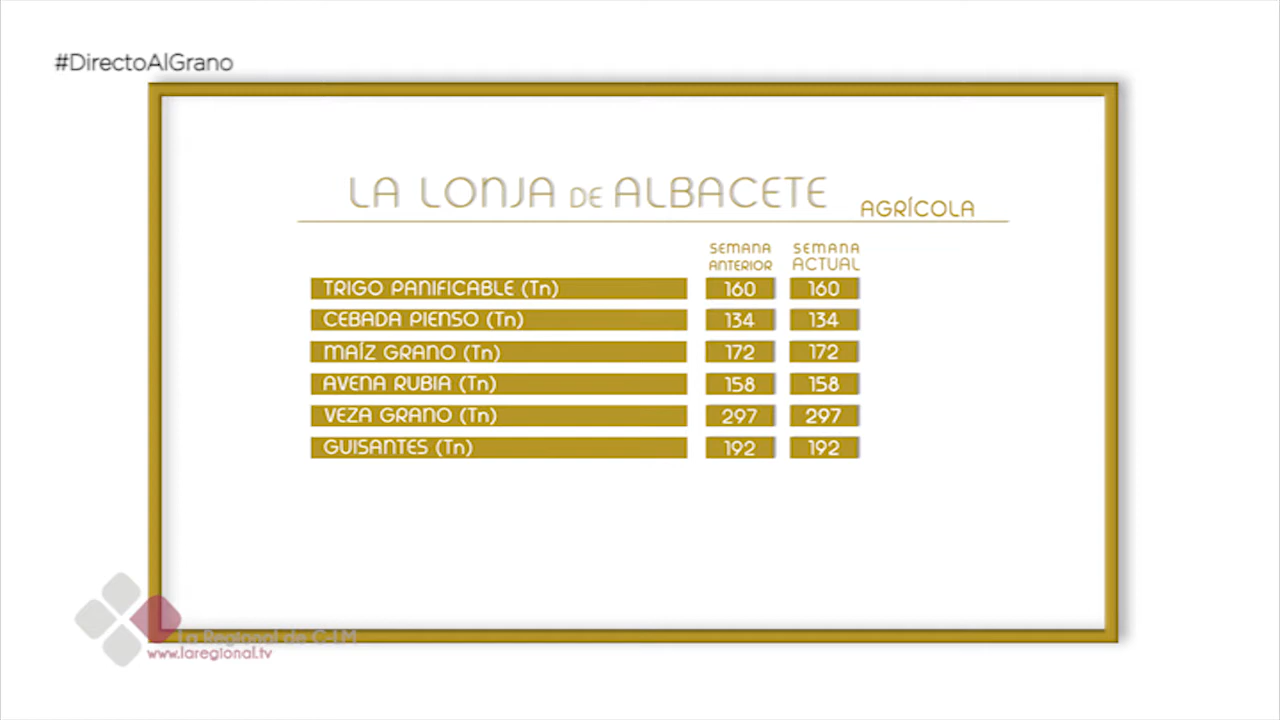 #DirectoAlGrano
LA LONJA DE ALBACETE AGRÍCOLA
SEMANA ANTERIOR SEMANA ACTUAL
TRIGO PANIFICABLE (Tn) 160 160
CEBADA PIENSO (Tn) 134 134
MAÍZ GRANO (Tn) 172 172
AVENA RUBIA (Tn) 158 158
VEZA GRANO (Tn) 297 297
GUISANTES (Tn) 192 192
La Regional de C-LM
www.laregional.tv